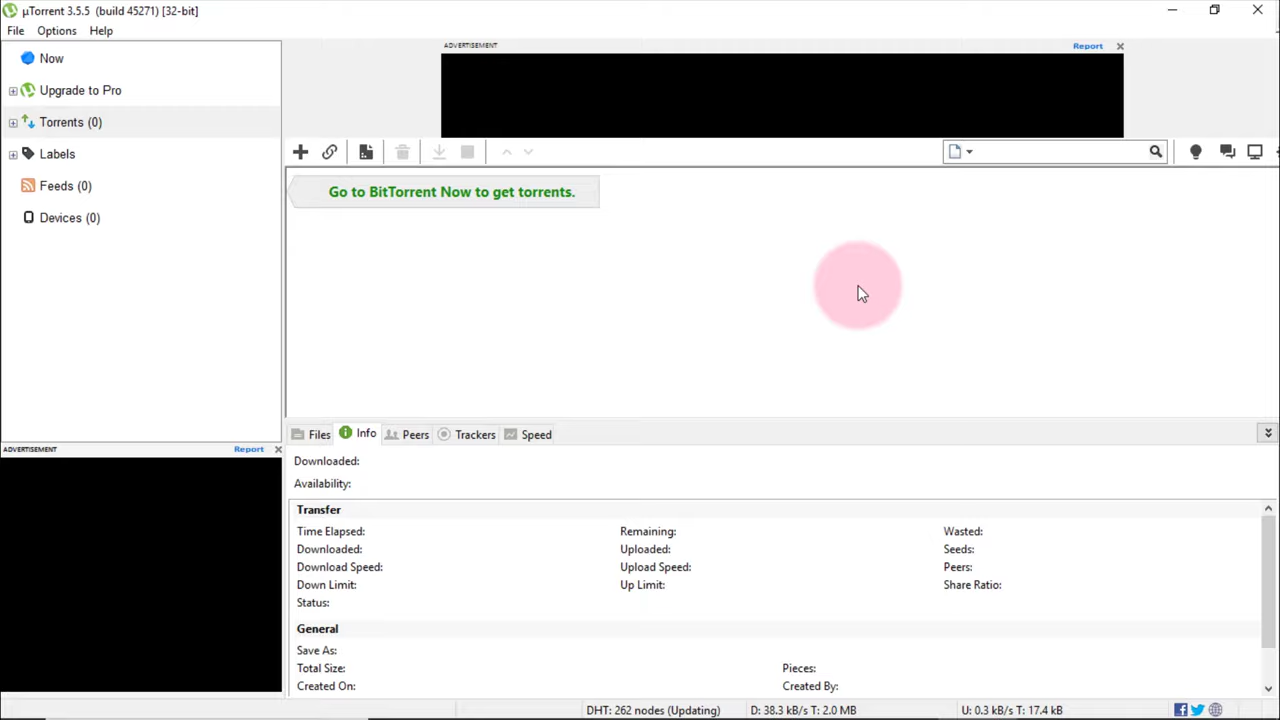 µTorrent 3.5.5 (build 45271) [32-bit]
File Options Help
Now
Upgrade to Pro
Torrents (0)
Labels
Feeds (0)
Devices (0)
ADVERTISEMENT Report
Go to BitTorrent Now to get torrents.
ADVERTISEMENT Report
Files Info Peers Trackers Speed
Downloaded:
Availability:
Transfer
Time Elapsed: Remaining: Wasted:
Downloaded: Uploaded: Seeds:
Download Speed: Upload Speed: Peers:
Down Limit: Up Limit: Share Ratio:
Status:
General
Save As:
Total Size: Pieces:
Created On: Created By:
DHT: 262 nodes (Updating) D: 38.3 kB/s T: 2.0 MB U: 0.3 kB/s T: 17.4 kB